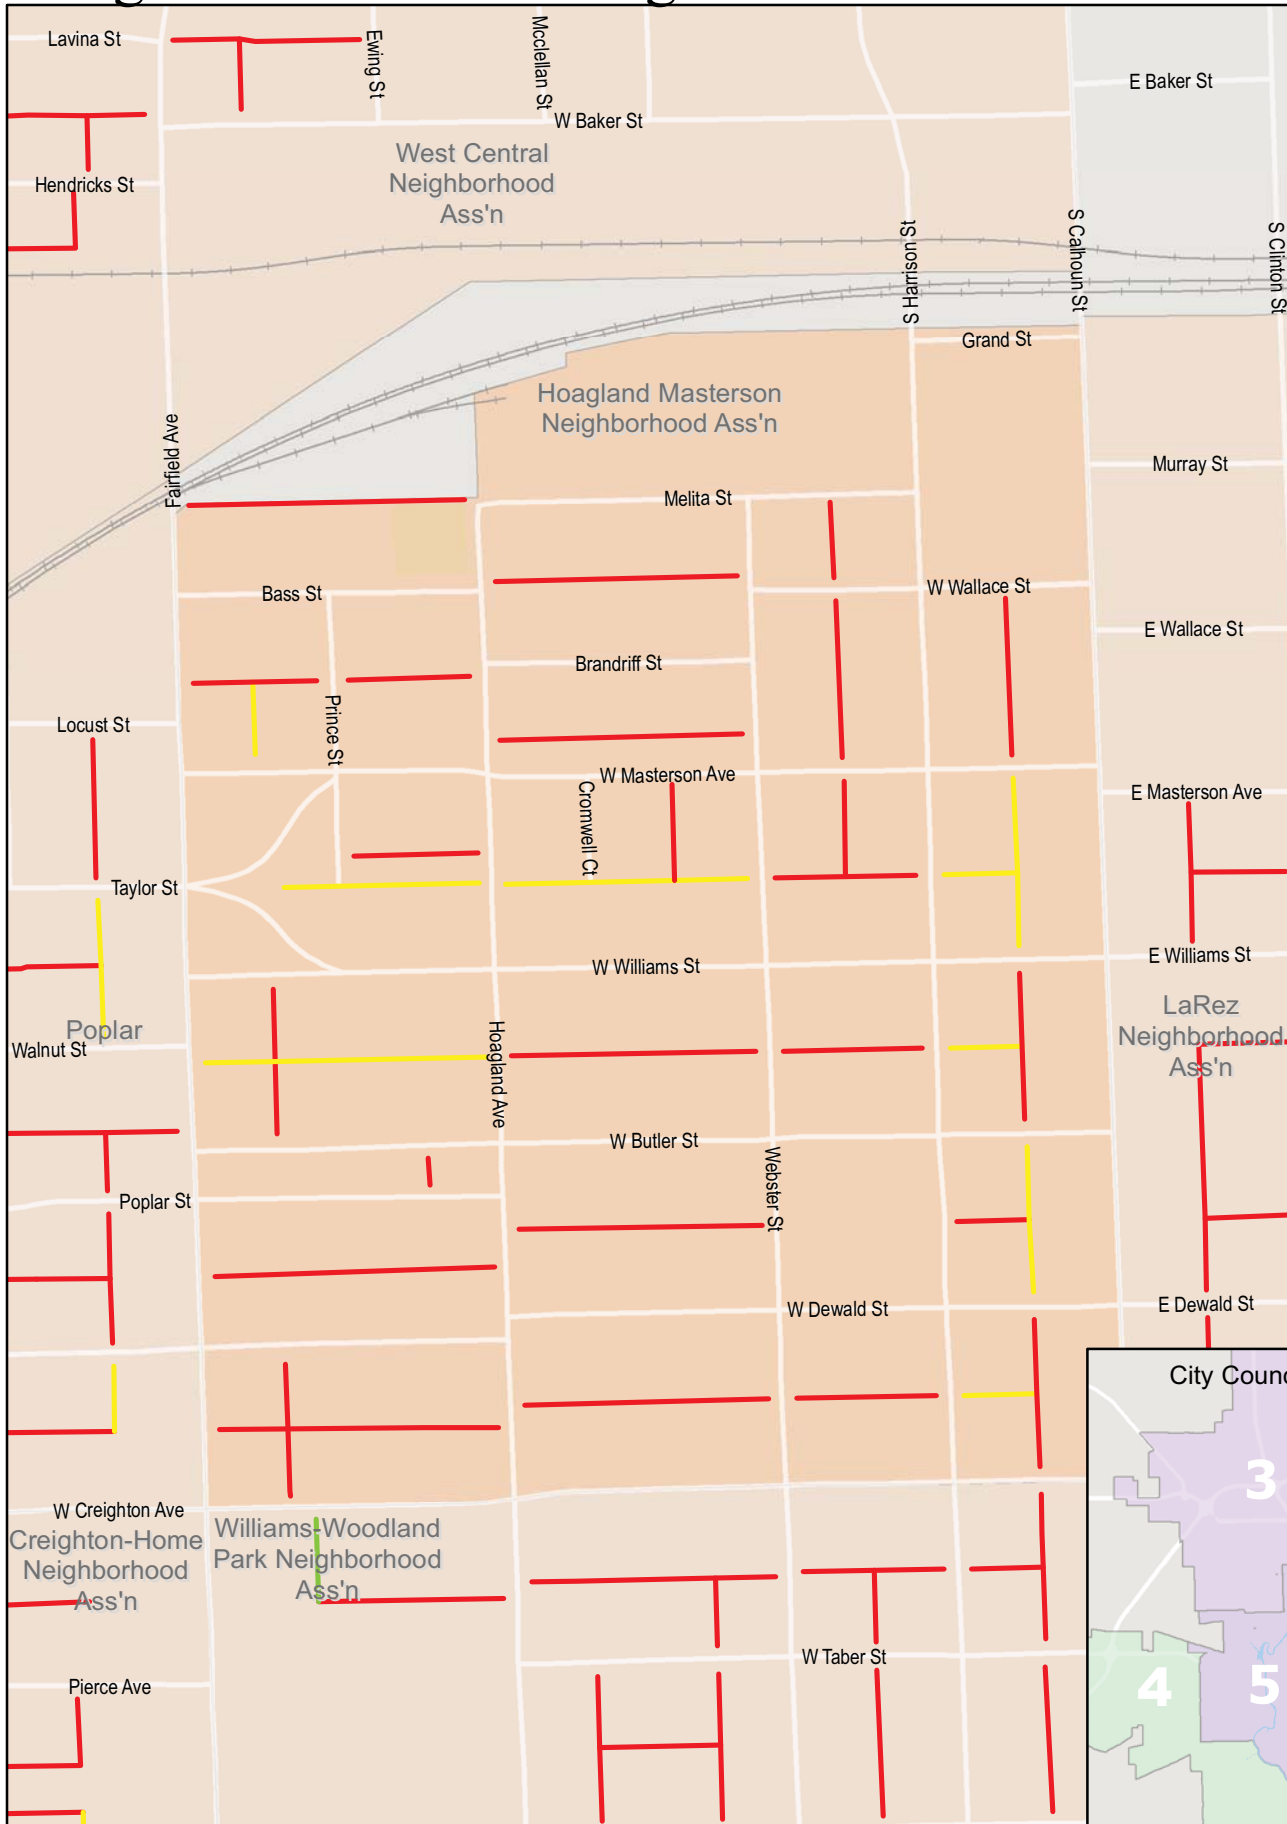 Lavina St
Ewing St
Mcclellan St
W Baker St
E Baker St
West Central
Neighborhood
Ass'n
Hendricks St
S Harrison St
S Calhoun St
S Clinton St
Grand St
Hoagland Masterson
Neighborhood Ass'n
Fairfield Ave
Murray St
Melita St
Bass St
W Wallace St
E Wallace St
Brandriff St
Prince St
Locust St
W Masterson Ave
Cromwell Ct
E Masterson Ave
Taylor St
W Williams St
E Williams St
Poplar
Walnut St
LaRez
Neighborhood
Ass'n
Hoagland Ave
W Butler St
Webster St
Poplar St
W Dewald St
E Dewald St
City Counc
3
W Creighton Ave
Creighton-Home
Neighborhood
Ass'n
Williams-Woodland
Park Neighborhood
Ass'n
W Taber St
Pierce Ave
4
5